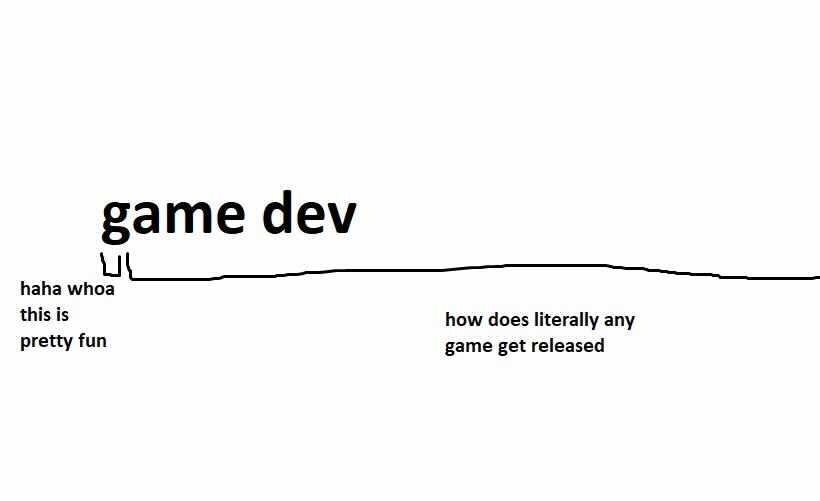 game dev
haha whoa
this is
pretty fun
how does literally any
game get released